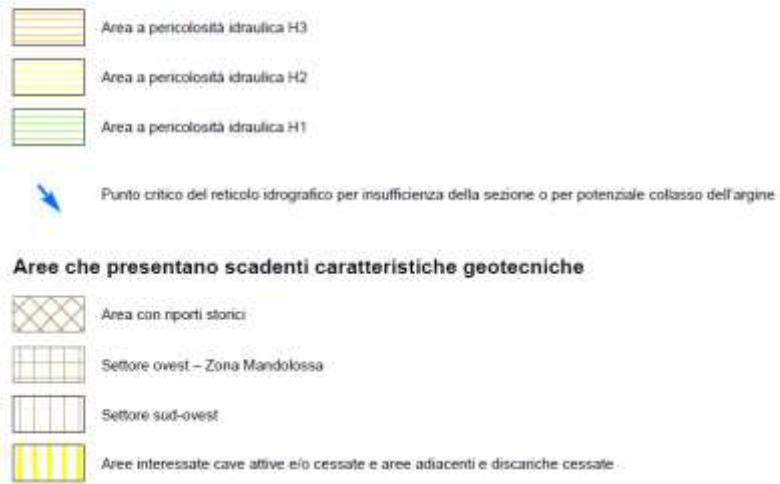 Area a pericolosità idraulica H3
Area a pericolosità idraulica H2
Area a pericolosità idraulica H1
Punto critico del reticolo idrografico per insufficienza della sezione o per potenziale collasso dell'argine
Aree che presentano scadenti caratteristiche geotecniche
Area con riporti storici
Settore ovest – Zona Mandolossa
Settore sud-ovest
Aree interessate cave attive e/o cessate e aree adiacenti e discariche cessate